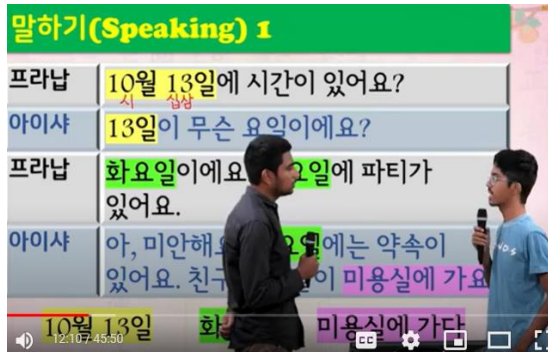 말하기(Speaking) 1
프라납 10월 13일에 시간이 있어요?
시 십삼
아이샤 13일이 무슨 요일이에요?
프라납 화요일이에요 요일에 파티가
있어요.
아이샤 아, 미안해요 요일에는 약속이
있어요. 친구 이 미용실에 가요
10월 13일 화 미용실에 가다
12:10 / 45:50
CC